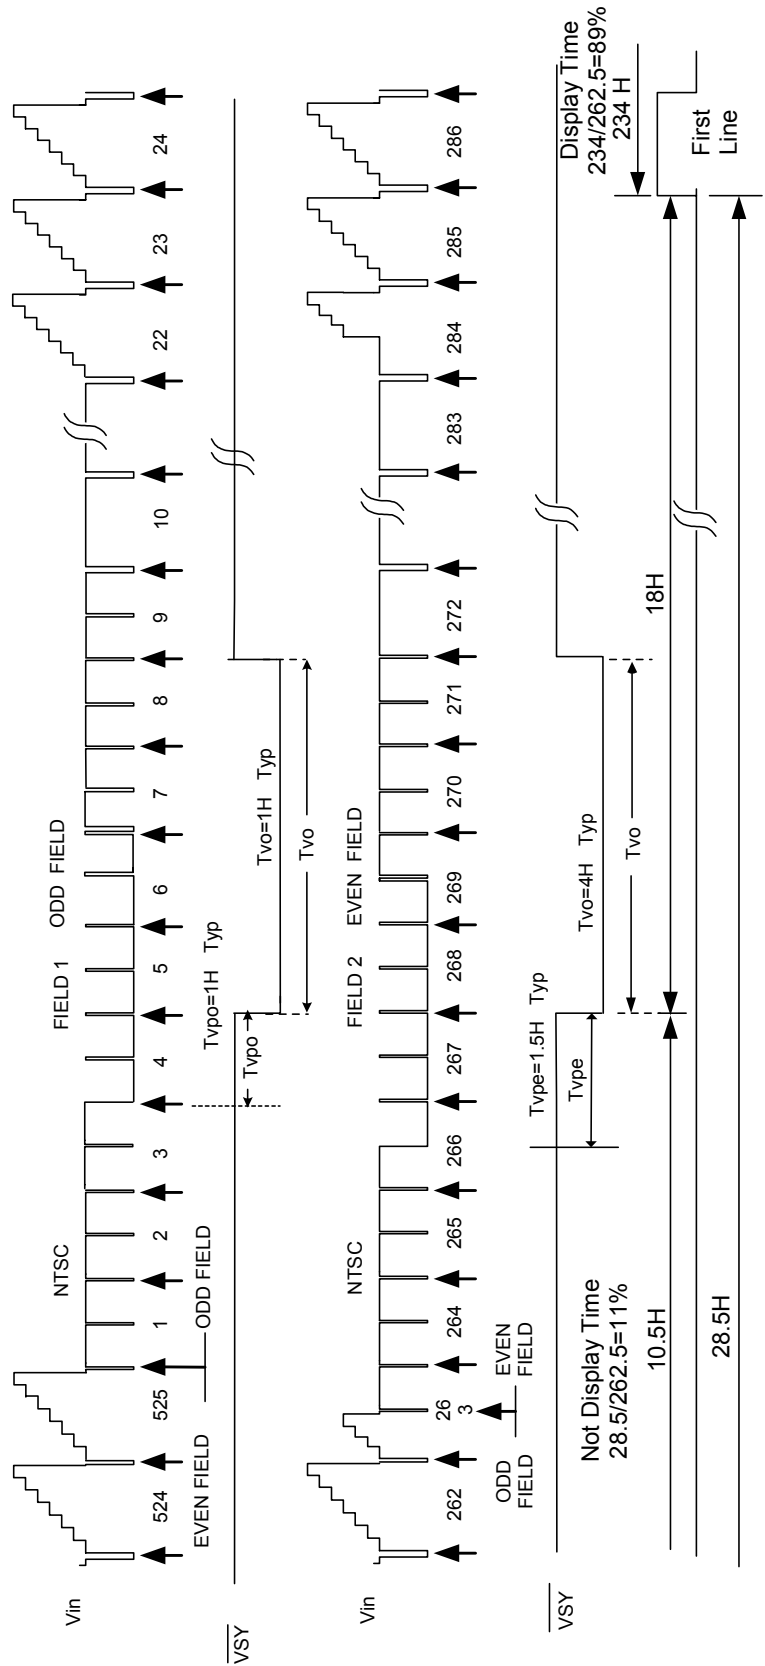 Vin
524
525
1
2
3
4
5
6
7
8
9
10
22
23
24
NTSC
FIELD 1
ODD FIELD
EVEN FIELD
ODD FIELD
Tvpo=1H Typ
Tvpo
Tvo=1H Typ
Tvo
VSY
Vin
262
26
3
264
265
266
267
268
269
270
271
272
283
284
285
286
NTSC
FIELD 2
EVEN FIELD
ODD
FIELD
EVEN
FIELD
VSY
Tvpe=1.5H Typ
Tvpe
Tvo=4H Typ
Tvo
Display Time
234/262.5=89%
234 H
Not Display Time
28.5/262.5=11%
10.5H
18H
First
Line
28.5H